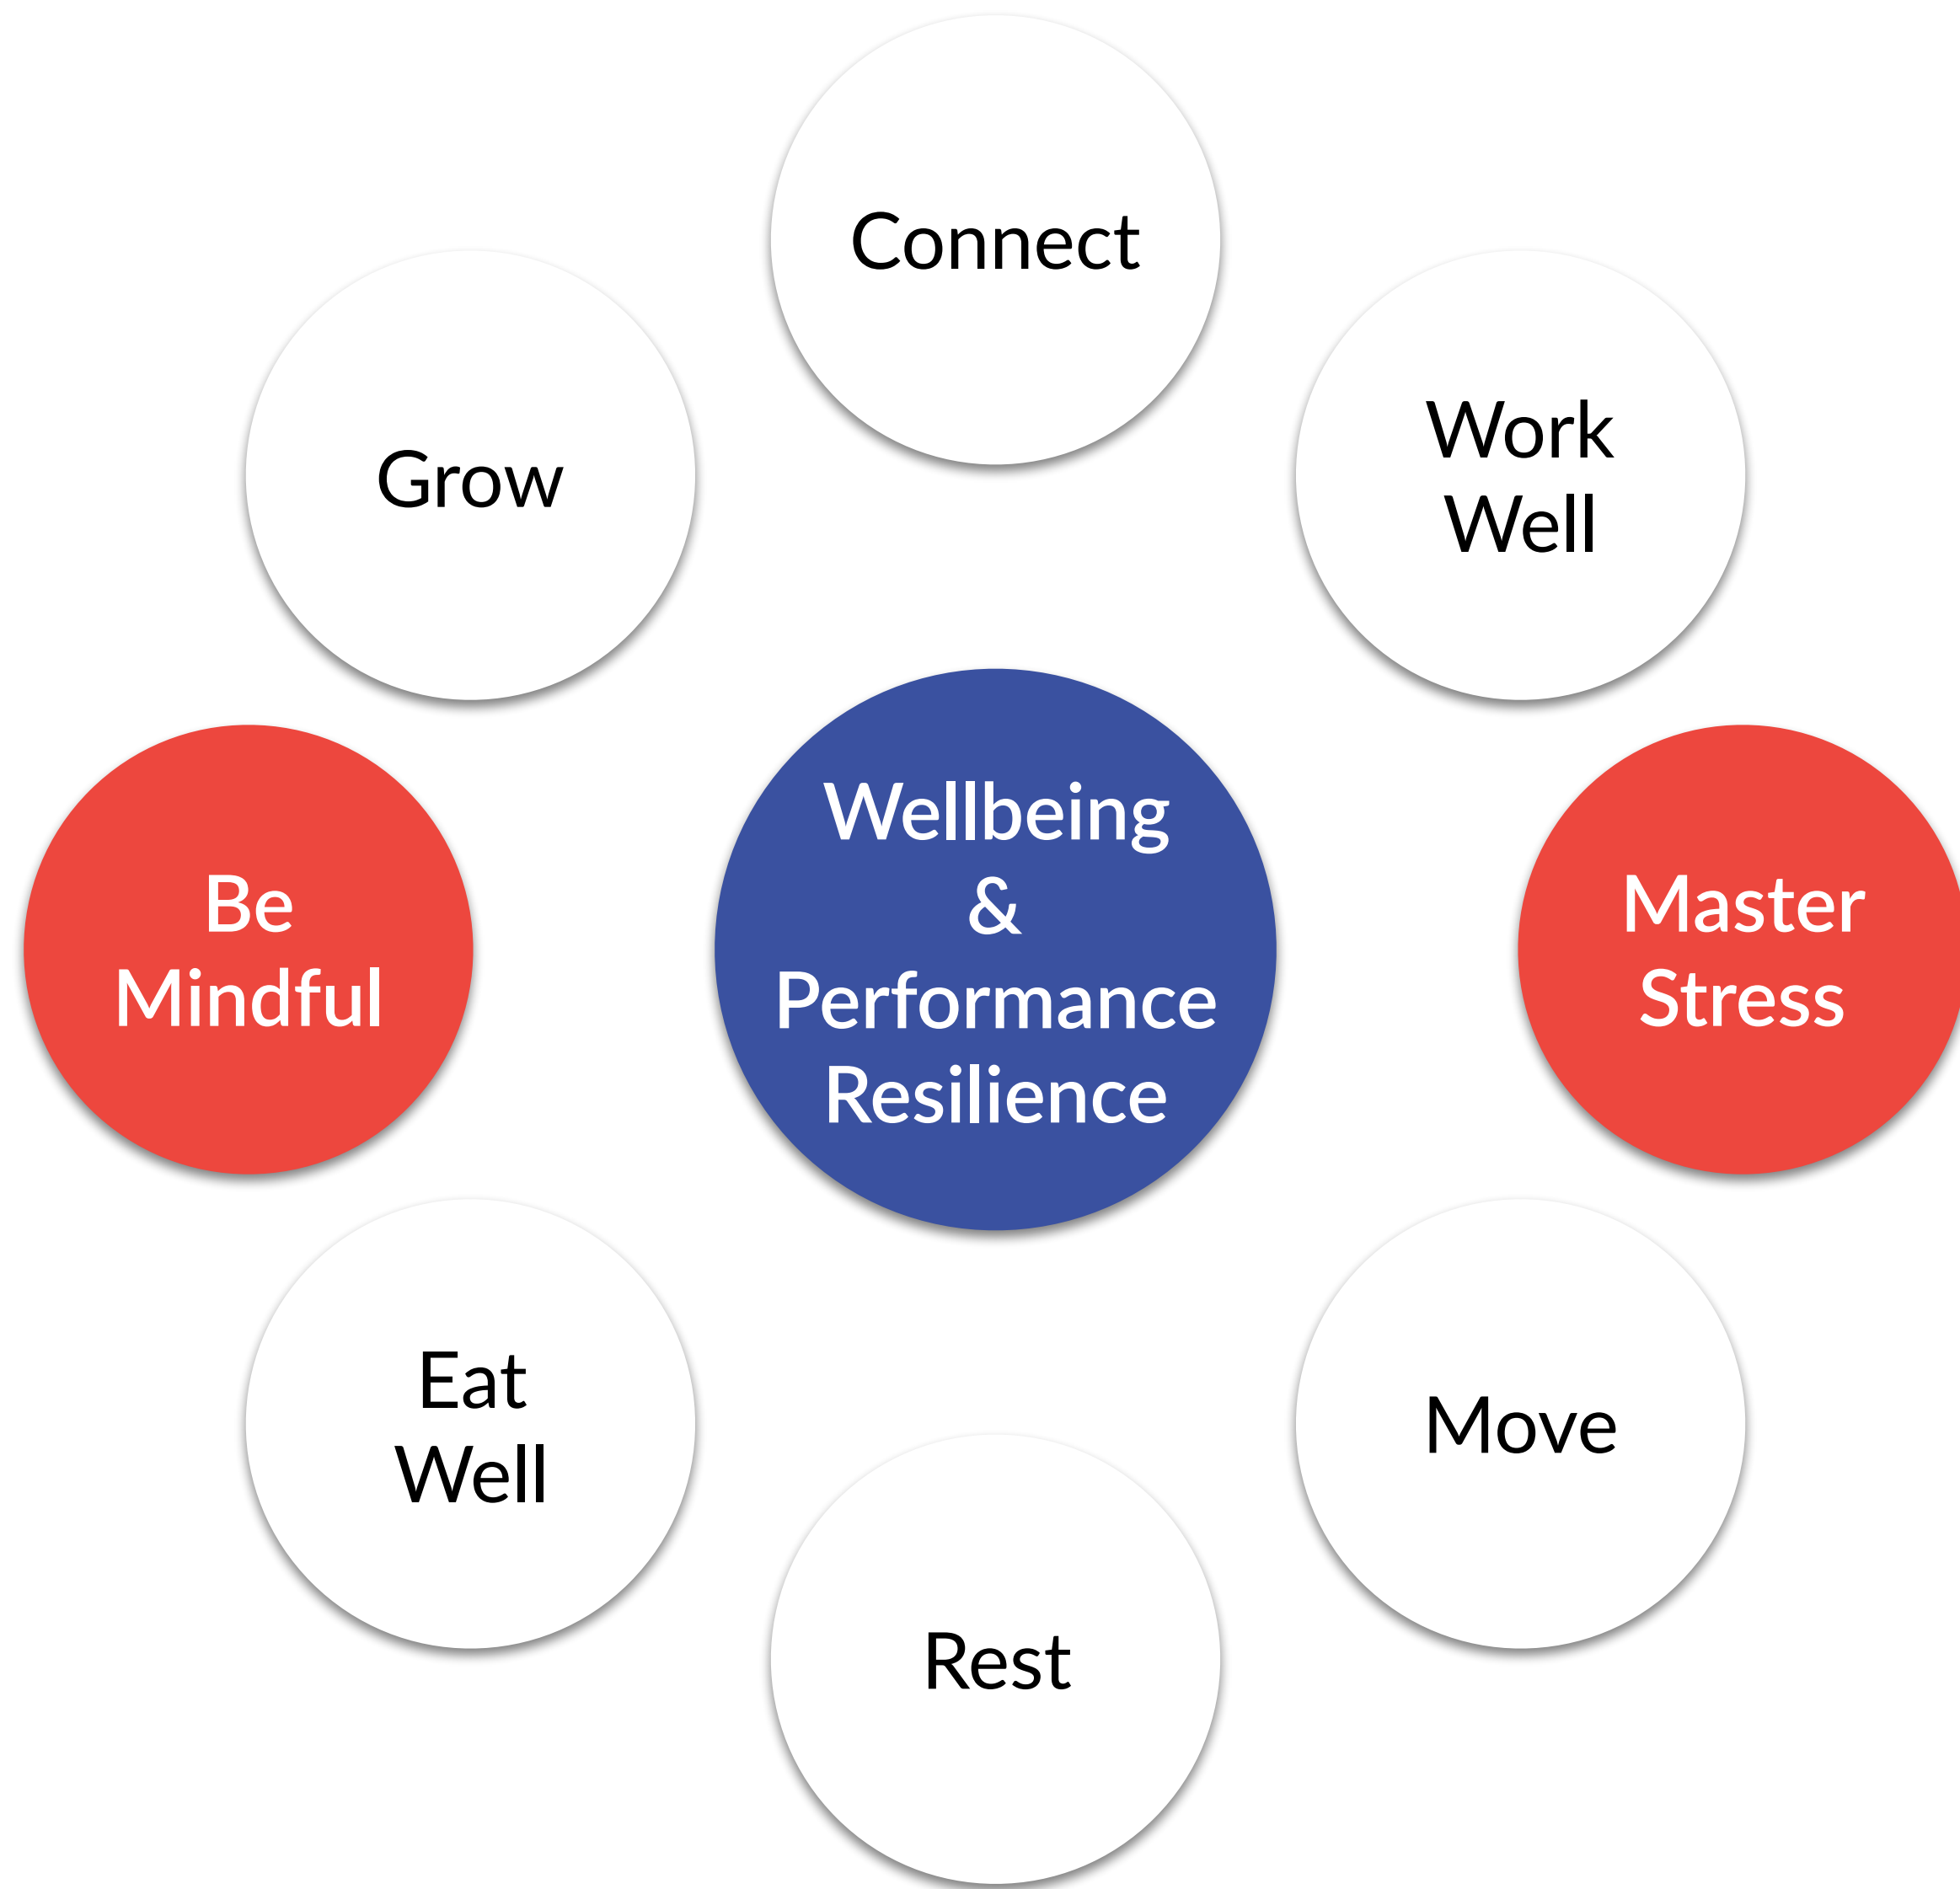 Connect
Grow
Work
Well
Be
Mindful
Wellbeing
&
Performance
Resilience
Master
Stress
Eat
Well
Move
Rest